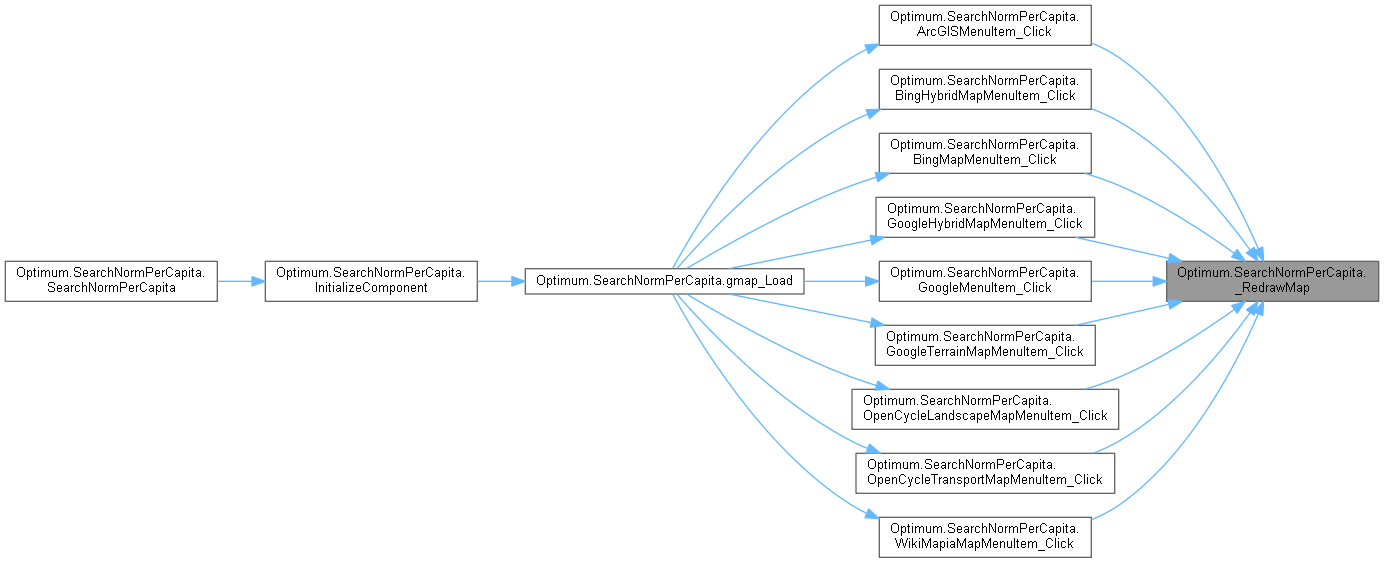 Optimum.SearchNormPerCapita.
SearchNormPerCapita
Optimum.SearchNormPerCapita.
InitializeComponent
Optimum.SearchNormPerCapita.gmap_Load
Optimum.SearchNormPerCapita.
ArcGISMenuItem_Click
Optimum.SearchNormPerCapita.
BingHybridMapMenuItem_Click
Optimum.SearchNormPerCapita.
BingMapMenuItem_Click
Optimum.SearchNormPerCapita.
GoogleHybridMapMenuItem_Click
Optimum.SearchNormPerCapita.
GoogleMenuItem_Click
Optimum.SearchNormPerCapita.
GoogleTerrainMapMenuItem_Click
Optimum.SearchNormPerCapita.
OpenCycleLandscapeMapMenuItem_Click
Optimum.SearchNormPerCapita.
OpenCycleTransportMapMenuItem_Click
Optimum.SearchNormPerCapita.
WikiMapiaMapMenuItem_Click
Optimum.SearchNormPerCapita.
_RedrawMap